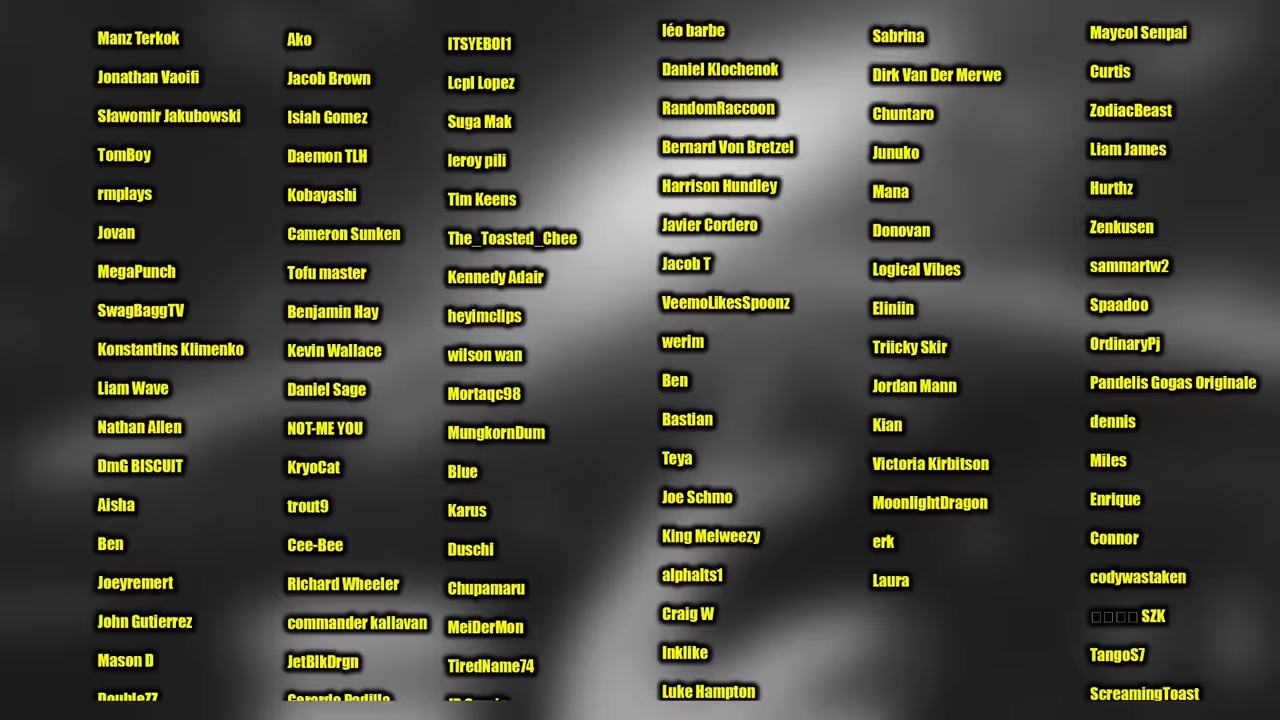 Manz Terkok
Jonathan Vaoifi
Sławomir Jakubowski
TomBoy
rmplays
Jovan
MegaPunch
SwagBaggTV
Konstantins Klimenko
Liam Wave
Nathan Allen
DmG BISCUIT
Aisha
Ben
Joeyremert
John Gutierrez
Mason D
Double77
Ako
Jacob Brown
Isiah Gomez
Daemon TLH
Kobayashi
Cameron Sunken
Tofu master
Benjamin Hay
Kevin Wallace
Daniel Sage
NOT-ME YOU
KryoCat
trout9
Cee-Bee
Richard Wheeler
commander kallavan
JetBlkDrgn
Gerardo Padilla
ITSYEBOI1
Lcpl Lopez
Suga Mak
leroy pili
Tim Keens
The_Toasted_Chee
Kennedy Adair
heyimclips
wilson wan
Mortaqc98
MungkornDum
Blue
Karus
Duschi
Chupamaru
MeiDerMon
TiredName74
léo barbe
Daniel Klochenok
RandomRaccoon
Bernard Von Bretzel
Harrison Hundley
Javier Cordero
Jacob T
VeemoLikesSpoonz
werim
Ben
Bastian
Teya
Joe Schmo
King Melweezy
alphalts1
Craig W
Inklike
Luke Hampton
Sabrina
Dirk Van Der Merwe
Chuntaro
Junuko
Mana
Donovan
Logical Vibes
Eliniin
Triicky Skir
Jordan Mann
Kian
Victoria Kirbitson
MoonlightDragon
erk
Laura
Maycol Senpai
Curtis
ZodiacBeast
Liam James
Hurthz
Zenkusen
sammartw2
Spaadoo
OrdinaryPj
Pandelis Gogas Originale
dennis
Miles
Enrique
Connor
codywastaken
SZK
TangoS7
ScreamingToast